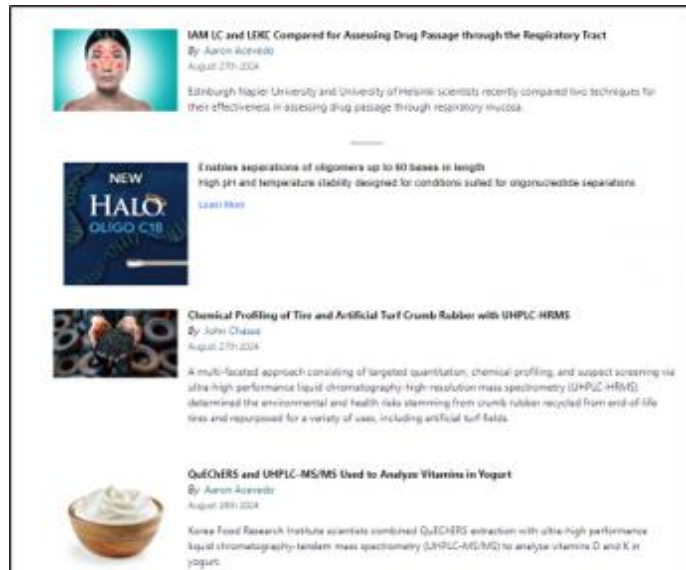 IAM LC and LEKC Compared for Assessing Drug Passage through the Respiratory Tract
By Aaron Acevedo
August 27th 2024
Edinburgh Napier University and University of Helsinki scientists recently compared two techniques for
their effectiveness in assessing drug passage through respiratory mucosa.
NEW
HALO
OLIGO C18
Enables separations of oligomers up to 60 bases in length
High pH and temperature stability designed for conditions suited for oligonucleotide separations
Learn More
Chemical Profiling of Tire and Artificial Turf Crumb Rubber with UHPLC-HRMS
By John Chasse
August 27th 2024
A multi-faceted approach consisting of targeted quantitation, chemical profiling, and suspect screening via
ultra-high performance liquid chromatography-high-resolution mass spectrometry (UHPLC-HRMS)
determined the environmental and health risks stemming from crumb rubber recycled from end-of-life
tires and repurposed for a variety of uses, including artificial turf fields.
QuEChERS and UHPLC–MS/MS Used to Analyze Vitamins in Yogurt
By Aaron Acevedo
August 2024
Korea Food Research Institute scientists combined QuEChERS extraction with ultra-high performance
liquid chromatography–tandem mass spectrometry (UHPLC–MS/MS) to analyze vitamins D and K in
yogurt.